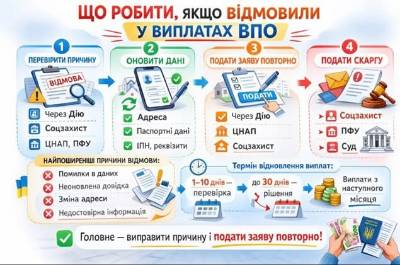 ЩО РОБИТИ, ЯКЩО ВІДМОВИЛИ
У ВИПЛАТАХ ВПО
1
ПЕРЕВІРИТИ ПРИЧИНУ
ВІДМОВА
Через Дію
Соцзахист
ЦНАП, ПФУ
2
ОНОВИТИ ДАНІ
Адреса
Паспортні дані
ІПН, реквізити
3
ПОДАТИ ЗАЯВУ ПОВТОРНО
ПОДАТИ
Через Дію
ЦНАП
Соцзахист
4
ПОДАТИ СКАРГУ
Соцзахист
ПФУ
Суд
НАЙПОШИРЕНІШІ ПРИЧИНИ ВІДМОВИ:
Помилки в даних
Неоновлена довідка
Зміна адреси
Недостовірна інформація
Термін відновлення виплат:
1–10 днів –
перевірка
до 30 днів –
рішення
Виплати з
наступного
місяця
Головне – виправити причину і подати заяву повторно!